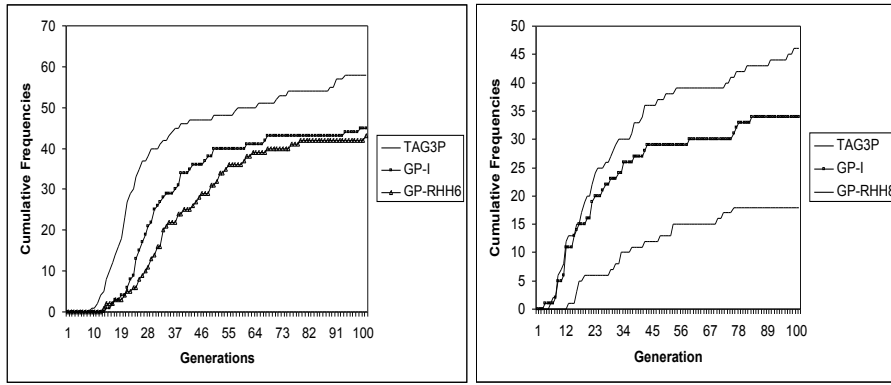 Cumulative Frequencies
70
60
50
40
30
20
10
0
1 10 19 28 37 46 55 64 73 82 91 100
Generations
TAG3P
GP-I
GP-RHH6
Cumulative Frequencies
50
45
40
35
30
25
20
15
10
5
0
1 12 23 34 45 56 67 78 89 100
Generation
TAG3P
GP-I
GP-RHH8